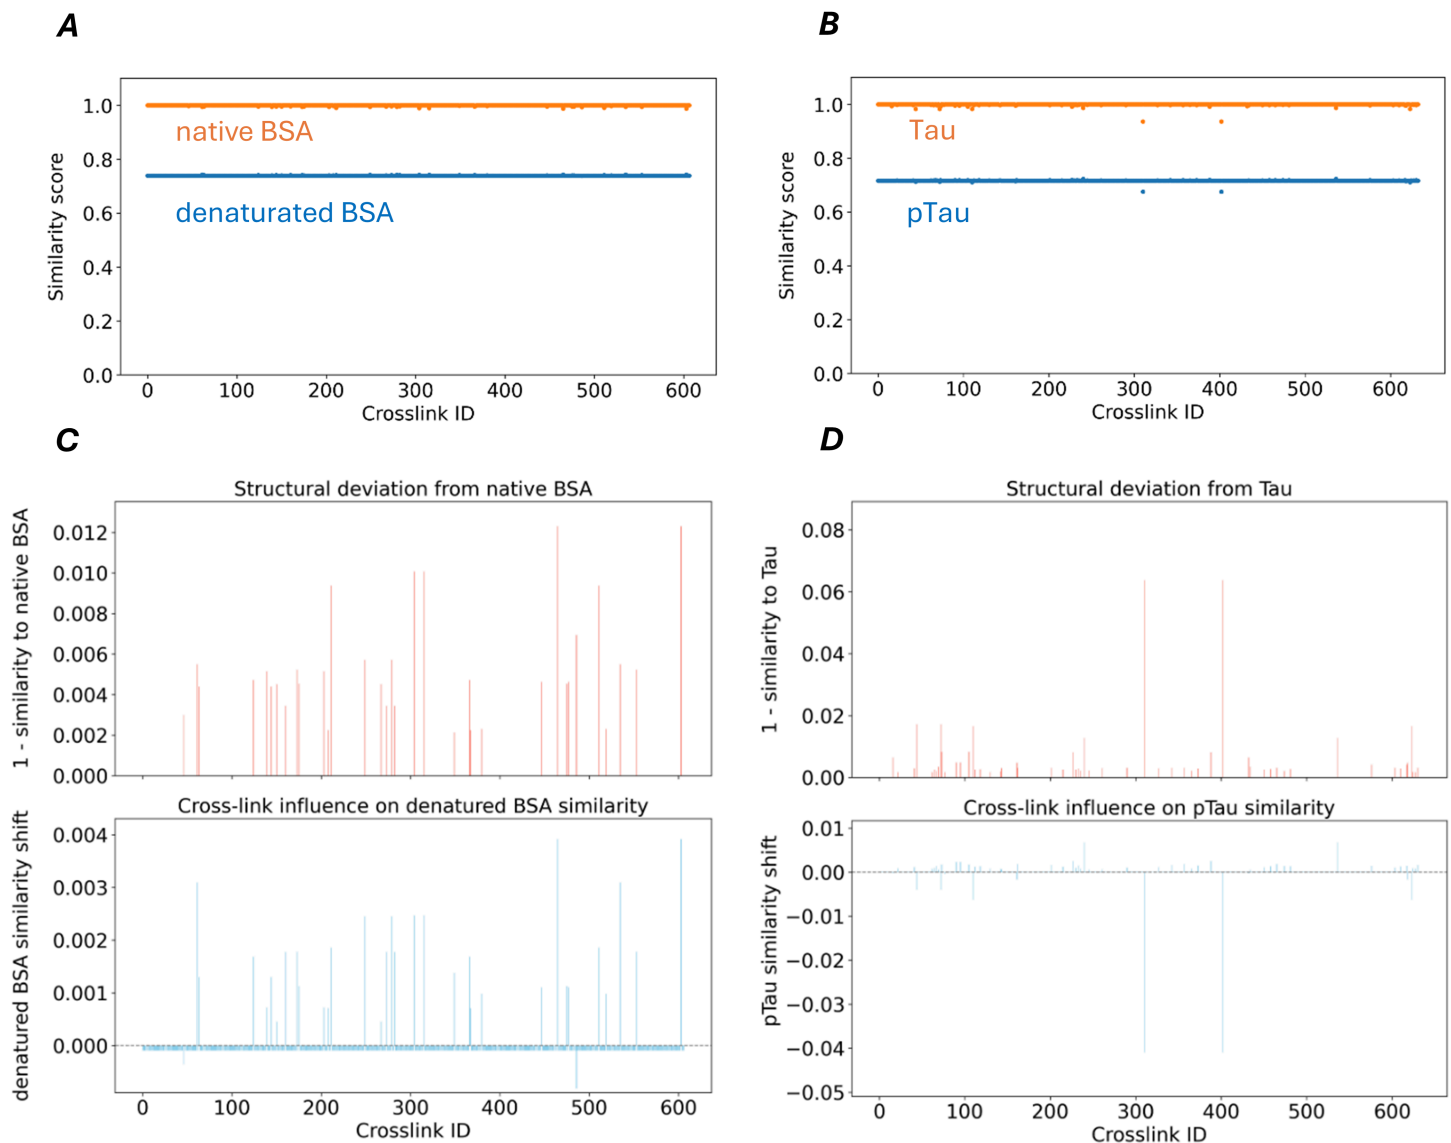 A
Similarity score
1.0
0.8
0.6
0.4
0.2
0.0
native BSA
denaturated BSA
0 100 200 300 400 500 600
Crosslink ID
B
Similarity score
1.0
0.8
0.6
0.4
0.2
0.0
Tau
pTau
0 100 200 300 400 500 600
Crosslink ID
C
Structural deviation from native BSA
1 - similarity to native BSA
0.012
0.010
0.008
0.006
0.004
0.002
0.000
Cross-link influence on denatured BSA similarity
denatured BSA similarity shift
0.004
0.003
0.002
0.001
0.000
0 100 200 300 400 500 600
Crosslink ID
D
Structural deviation from Tau
1 - similarity to Tau
0.08
0.06
0.04
0.02
0.00
Cross-link influence on pTau similarity
pTau similarity shift
0.01
0.00
−0.01
−0.02
−0.03
−0.04
−0.05
0 100 200 300 400 500 600
Crosslink ID